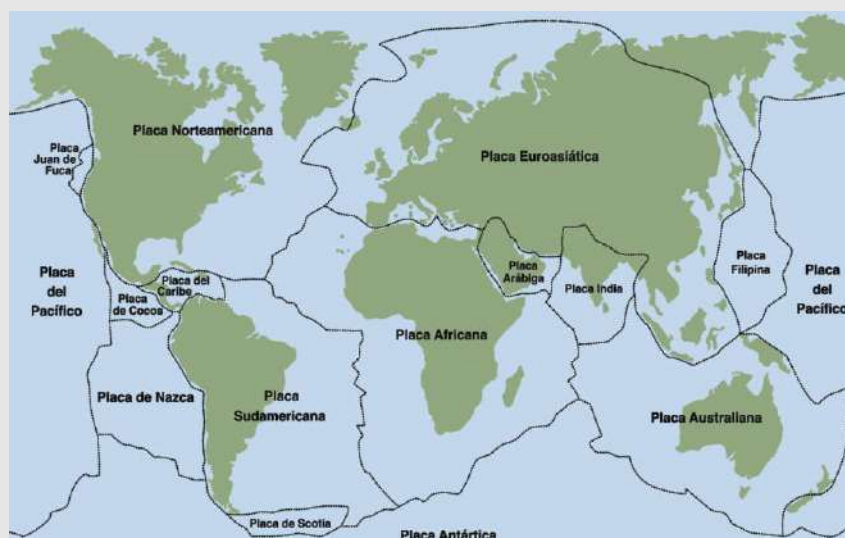 Placa Norteamericana
Placa
Juan de
Fuca
Placa Euroasiática
Placa
del
Pacífico
Placa del
Caribe
Placa
de Cocos
Placa
Arábiga
Placa India
Placa
Filipina
Placa
del
Pacífico
Placa Africana
Placa de Nazca
Placa
Sudamericana
Placa Australiana
Placa de Scotia
Placa Antártica